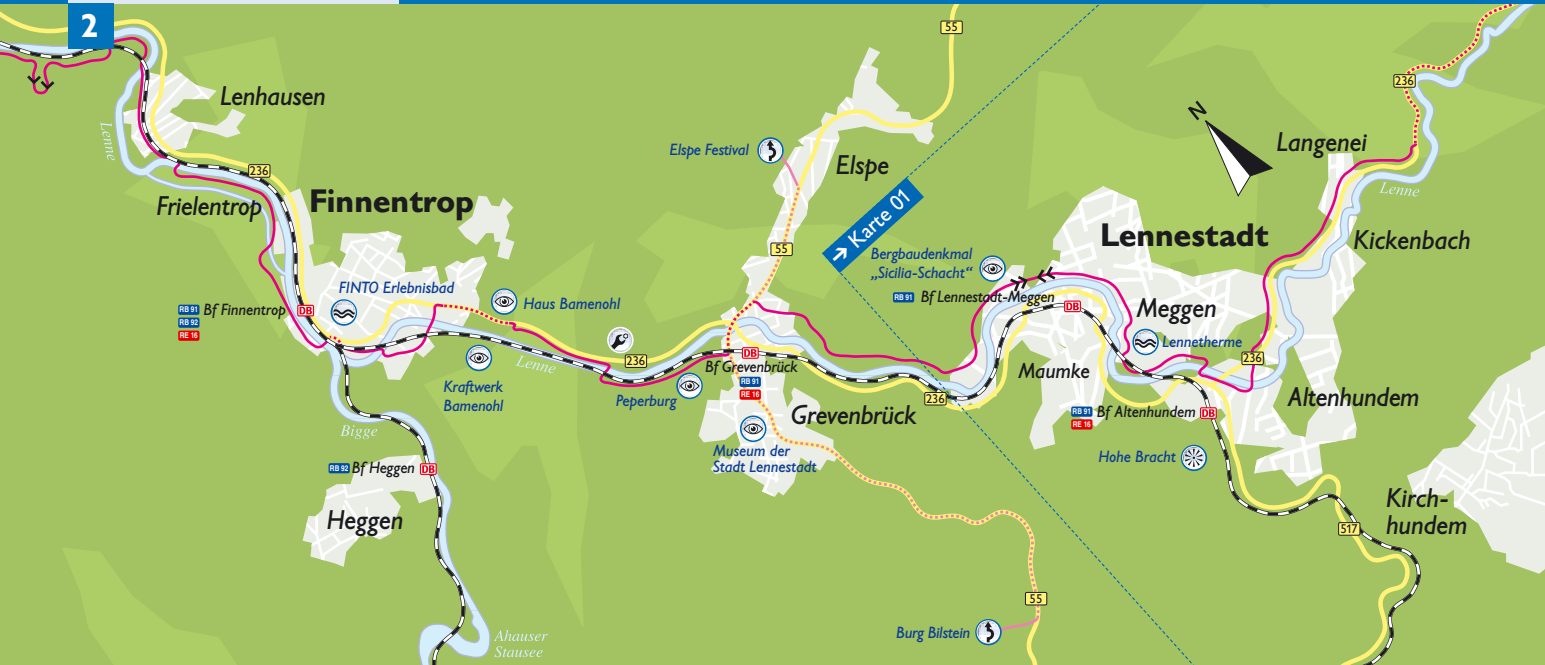 2
55
Lenhausen
236
N
Langenei
Lenne
Elspe Festival
Elspe
236
Frielentrop
Finnentrop
Lenne
→ Karte 01
Lennestadt
Kickenbach
55
Bergbaudenkmal
„Sicilia-Schacht“
FINTO Erlebnisbad
Haus Bamenohl
RB 91 Bf Lennestadt-Meggen
DB
Meggen
RB 91 Bf Finnentrop DB
RB 92
RE 16
Lennetherme
Kraftwerk
Bamenohl
Lenne
236
DB
Bf Grevenbrück
RB 91
RE 16
Maumke
236
Peperburg
236
Altenhundem
Grevenbrück
RB 91 Bf Altenhundem DB
RE 16
Bigge
Museum der
Stadt Lennestadt
Hohe Bracht
RB 92 Bf Heggen DB
Heggen
Kirch-
hundem
517
55
Burg Bilstein
Ahauser
Stausee